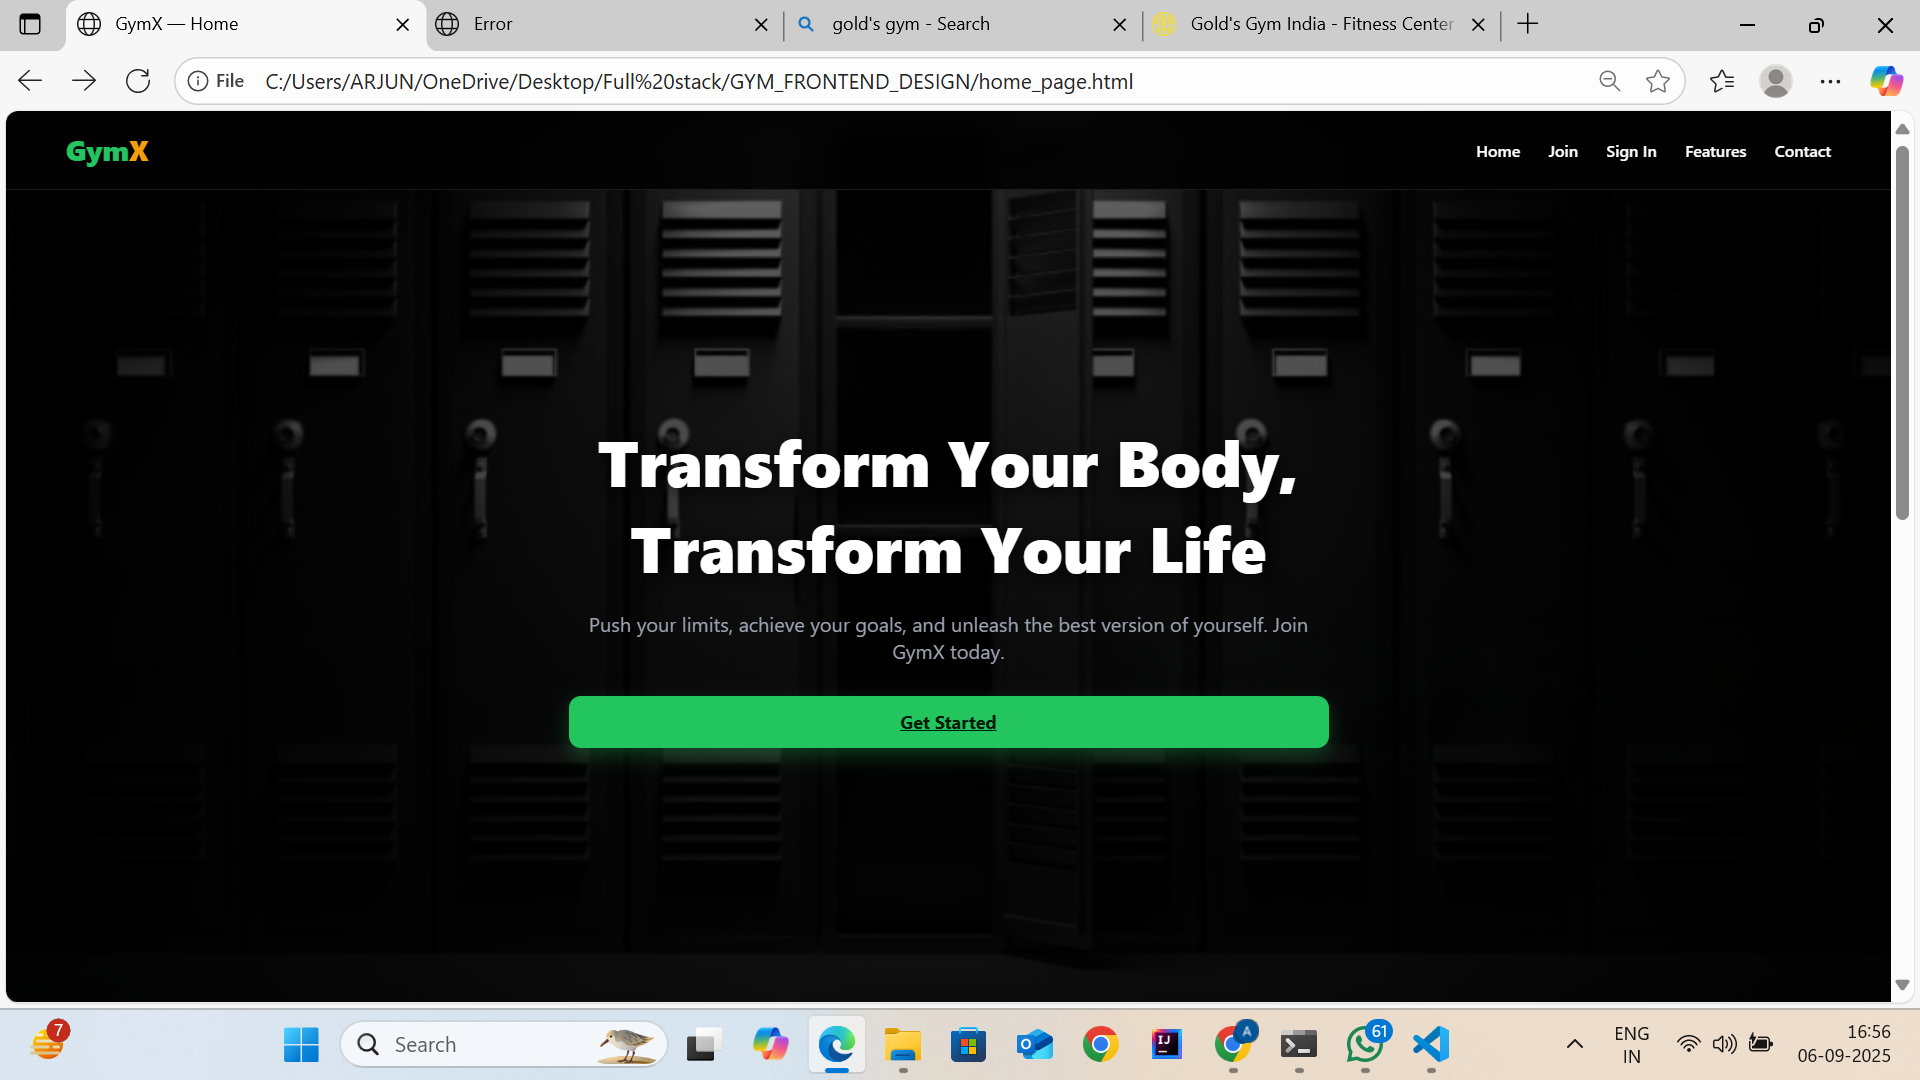 GymX — Home
Error
gold's gym - Search
Gold's Gym India - Fitness Center
File
C:/Users/ARJUN/OneDrive/Desktop/Full%20stack/GYM_FRONTEND_DESIGN/home_page.html
GymX
Home
Join
Sign In
Features
Contact
Transform Your Body,
Transform Your Life
Push your limits, achieve your goals, and unleash the best version of yourself. Join
GymX today.
Get Started
7
Search
IJ
A
61
ENG
IN
16:56
06-09-2025